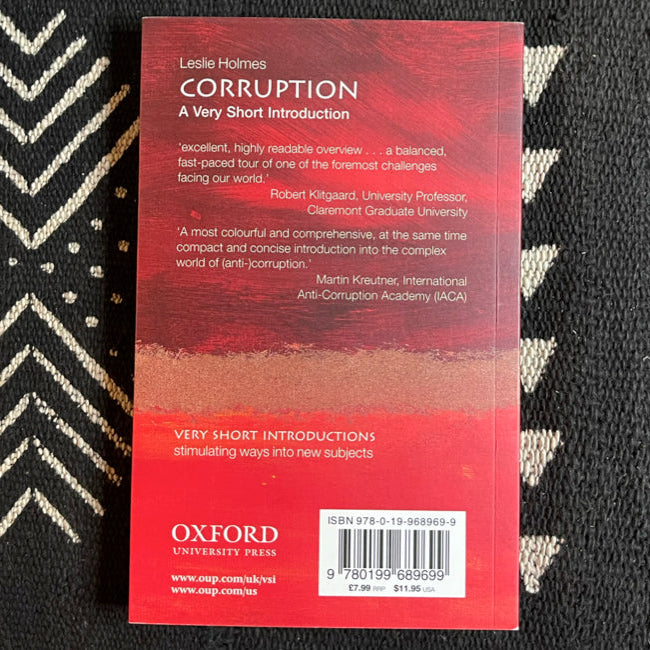 Leslie Holmes
CORRUPTION
A Very Short Introduction
‘excellent, highly readable overview . . . a balanced,
fast-paced tour of one of the foremost challenges
facing our world.’
Robert Klitgaard, University Professor,
Claremont Graduate University
‘A most colourful and comprehensive, at the same time
compact and concise introduction into the complex
world of (anti-)corruption.’
Martin Kreutner, International
Anti-Corruption Academy (IACA)
VERY SHORT INTRODUCTIONS
stimulating ways into new subjects
OXFORD
UNIVERSITY PRESS
www.oup.com/uk/vsi
www.oup.com/us
ISBN 978-0-19-968969-9
9 780199 689699
£7.99 RRP $11.95 USA